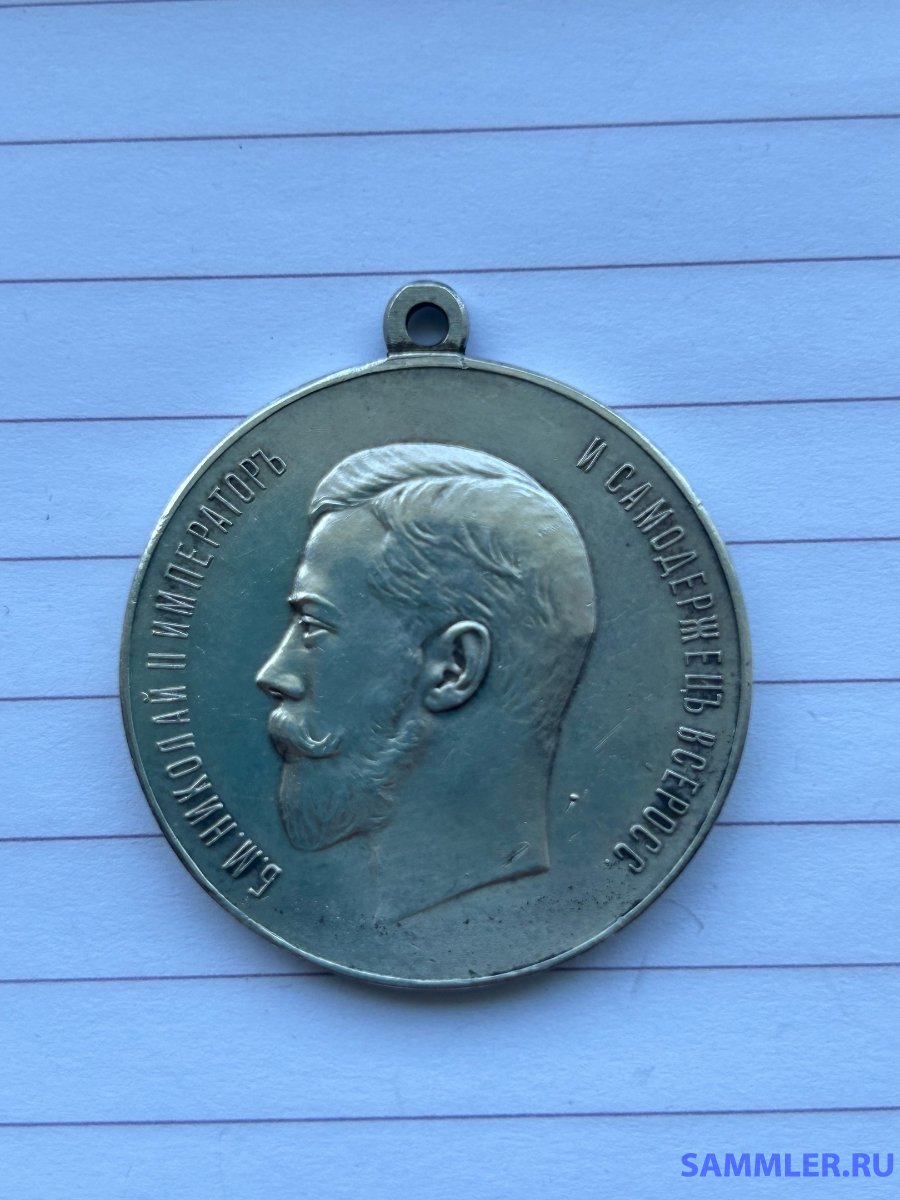 Б.М.НИКОЛАЙ II ИМПЕРАТОРЪ
И САМОДЕРЖЕЦЪ ВСЕРОСС.
SAMMLER.RU